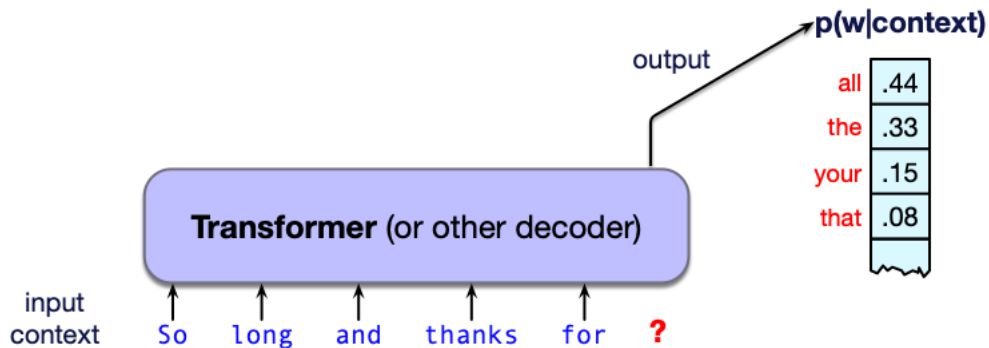 p(w|context)
output
all .44
the .33
your .15
that .08
Transformer (or other decoder)
input
context So long and thanks for ?